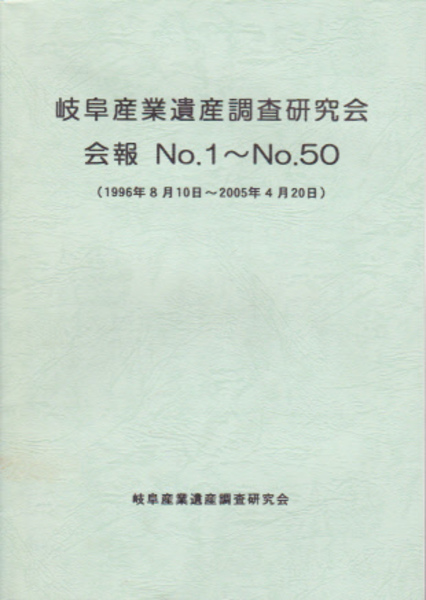 岐阜産業遺産調査研究会
会報 No.1～No.50
（1996年8月10日～2005年4月20日）
岐阜産業遺産調査研究会